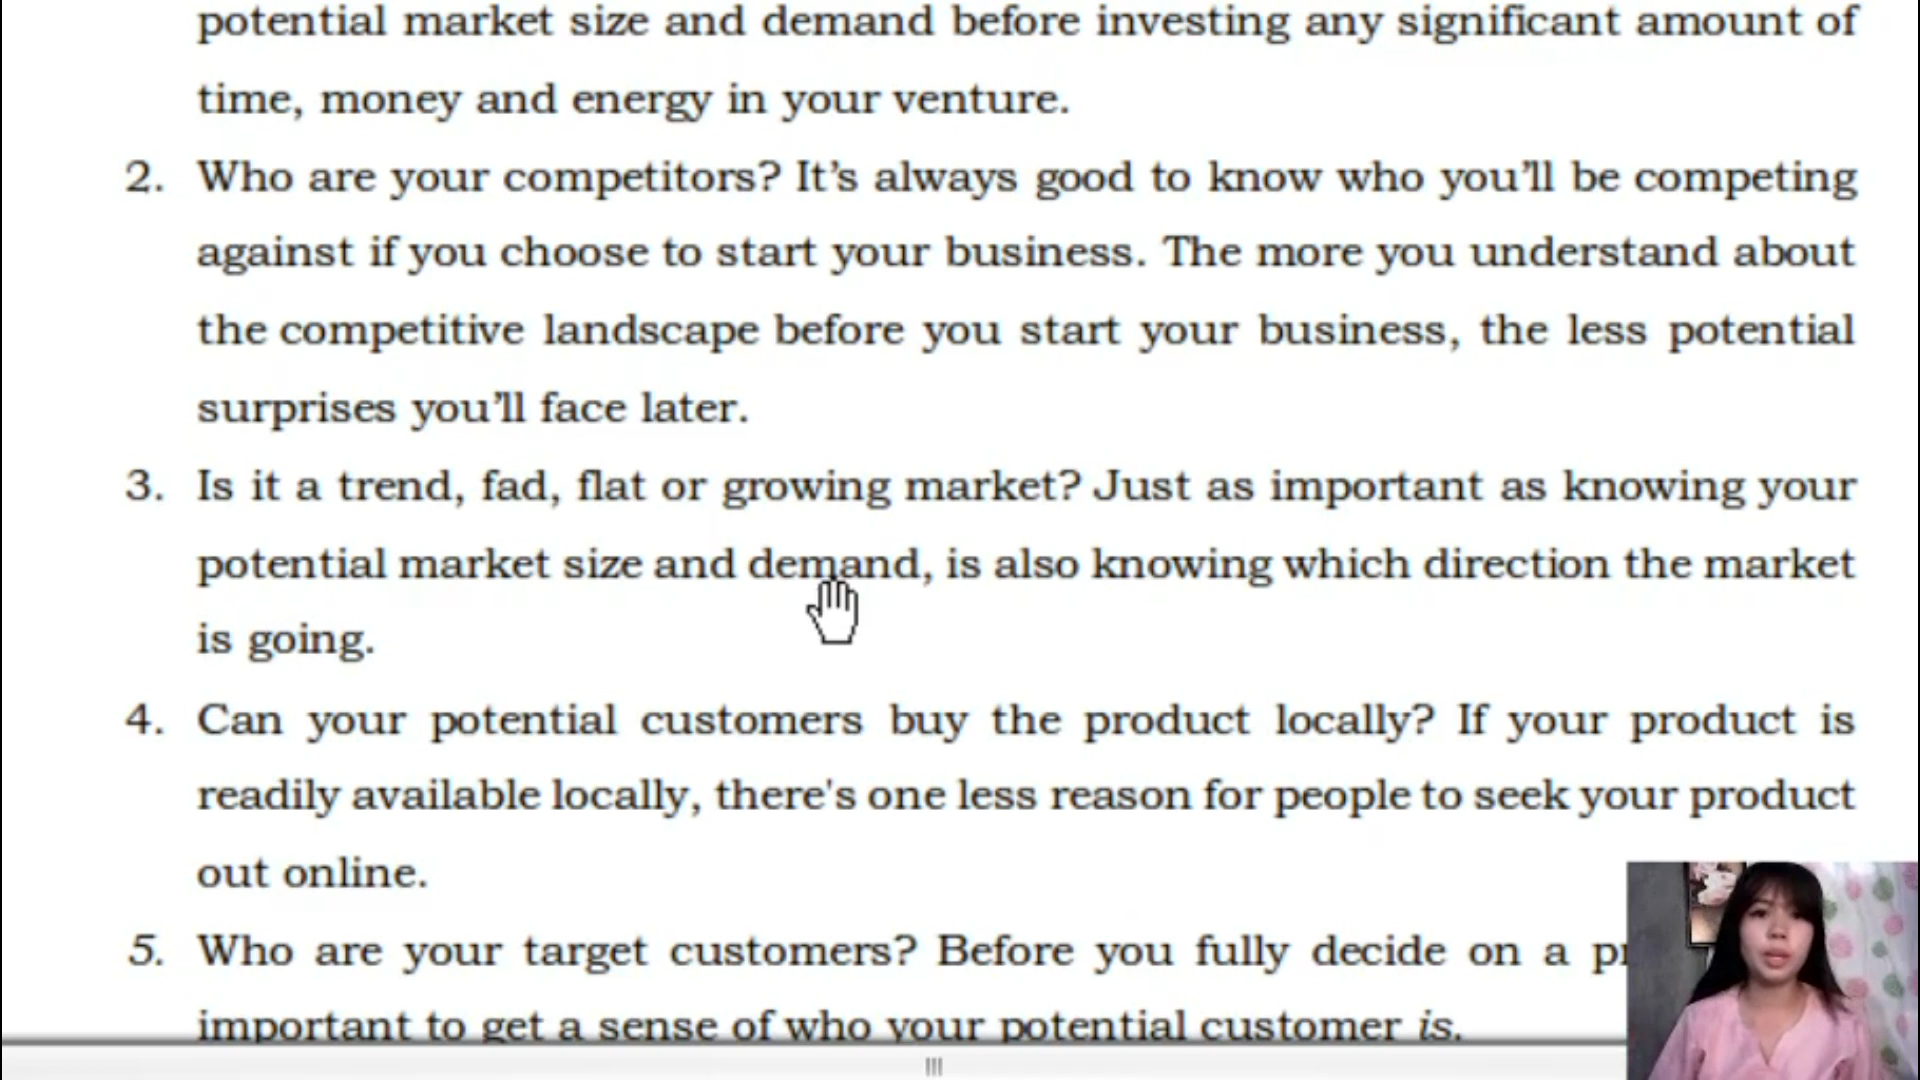 potential market size and demand before investing any significant amount of
time, money and energy in your venture.
2. Who are your competitors? It’s always good to know who you’ll be competing
against if you choose to start your business. The more you understand about
the competitive landscape before you start your business, the less potential
surprises you’ll face later.
3. Is it a trend, fad, flat or growing market? Just as important as knowing your
potential market size and demand, is also knowing which direction the market
is going.
4. Can your potential customers buy the product locally? If your product is
readily available locally, there's one less reason for people to seek your product
out online.
5. Who are your target customers? Before you fully decide on a
important to get a sense of who your potential customer is.